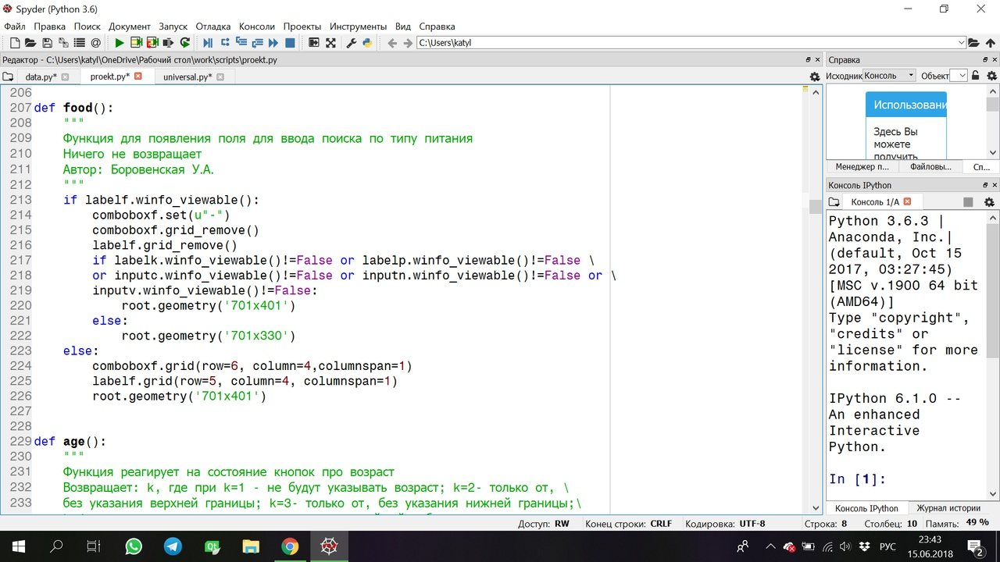 Spyder (Python 3.6)
Файл Правка Поиск Документ Запуск Отладка Консоли Проекты Инструменты Вид Справка
C:\Users\katyl
Редактор - C:\Users\katyl\OneDrive\Рабочий стол\work\scripts\proekt.py
data.py* proekt.py* universal.py*
206
207 def food():
208 """
209 Функция для появления поля для ввода поиска по типу питания
210 Ничего не возвращает
211 Автор: Боровенская У.А.
212 """
213 if labelf.winfo_viewable():
214 comboboxf.set(u"-")
215 comboboxf.grid_remove()
216 labelf.grid_remove()
217 if labelk.winfo_viewable()!=False or labelp.winfo_viewable()!=False \
218 or inputc.winfo_viewable()!=False or inputn.winfo_viewable()!=False or \
219 inputv.winfo_viewable()!=False:
220 root.geometry('701x401')
221 else:
222 root.geometry('701x330')
223 else:
224 comboboxf.grid(row=6, column=4,columnspan=1)
225 labelf.grid(row=5, column=4, columnspan=1)
226 root.geometry('701x401')
227
228
229 def age():
230 """
231 Функция реагирует на состояние кнопок про возраст
232 Возвращает: k, где при k=1 - не будут указывать возраст; k=2- только от, \
233 без указания верхней границы; k=3- только от, без указания нижней границы;\
Справка
Исходник Консоль Объект
Использовани
Здесь Вы
можете
получить
Менеджер п... Файловы... Сп...
Консоль IPython
Консоль 1/A
Python 3.6.3 |
Anaconda, Inc.|
(default, Oct 15
2017, 03:27:45)
[MSC v.1900 64 bit
(AMD64)]
Type "copyright",
"credits" or
"license" for more
information.
IPython 6.1.0 --
An enhanced
Interactive
Python.
In [1]:
Консоль IPython Журнал истории
Доступ: RW Конец строки: CRLF Кодировка: UTF-8 Строка: 8 Столбец: 10 Память: 49 %
Qt
РУС
23:43
15.06.2018
2